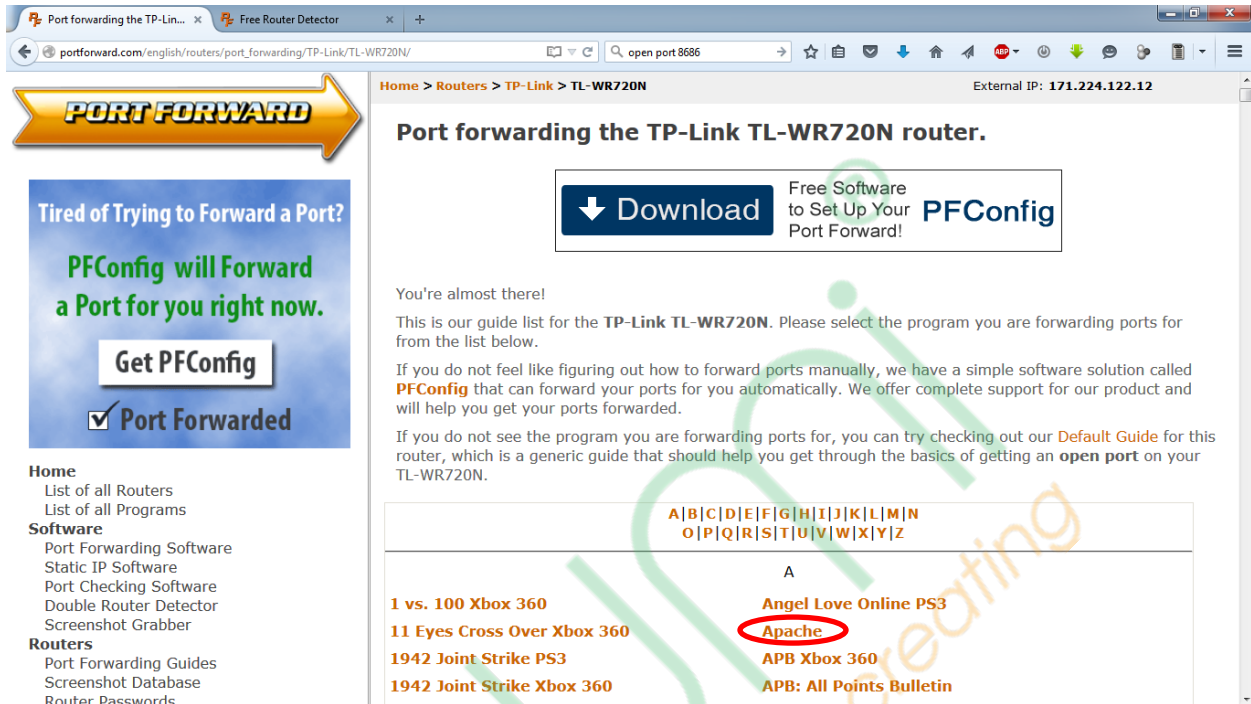 Port forwarding the TP-Lin...
Free Router Detector
portforward.com/english/routers/port_forwarding/TP-Link/TL-WR720N/
open port 8686
ABP
PORT FORWARD
Tired of Trying to Forward a Port?
PFConfig will Forward
a Port for you right now.
Get PFConfig
Port Forwarded
Home
List of all Routers
List of all Programs
Software
Port Forwarding Software
Static IP Software
Port Checking Software
Double Router Detector
Screenshot Grabber
Routers
Port Forwarding Guides
Screenshot Database
Router Passwords
Home > Routers > TP-Link > TL-WR720N
External IP: 171.224.122.12
Port forwarding the TP-Link TL-WR720N router.
Download
Free Software
to Set Up Your
Port Forward!
PFConfig
You're almost there!
This is our guide list for the TP-Link TL-WR720N. Please select the program you are forwarding ports for
from the list below.
If you do not feel like figuring out how to forward ports manually, we have a simple software solution called
PFConfig that can forward your ports for you automatically. We offer complete support for our product and
will help you get your ports forwarded.
If you do not see the program you are forwarding ports for, you can try checking out our Default Guide for this
router, which is a generic guide that should help you get through the basics of getting an open port on your
TL-WR720N.
A|B|C|D|E|F|G|H|I|J|K|L|M|N
O|P|Q|R|S|T|U|V|W|X|Y|Z
A
1 vs. 100 Xbox 360
Angel Love Online PS3
11 Eyes Cross Over Xbox 360
Apache
1942 Joint Strike PS3
APB Xbox 360
1942 Joint Strike Xbox 360
APB: All Points Bulletin
creating